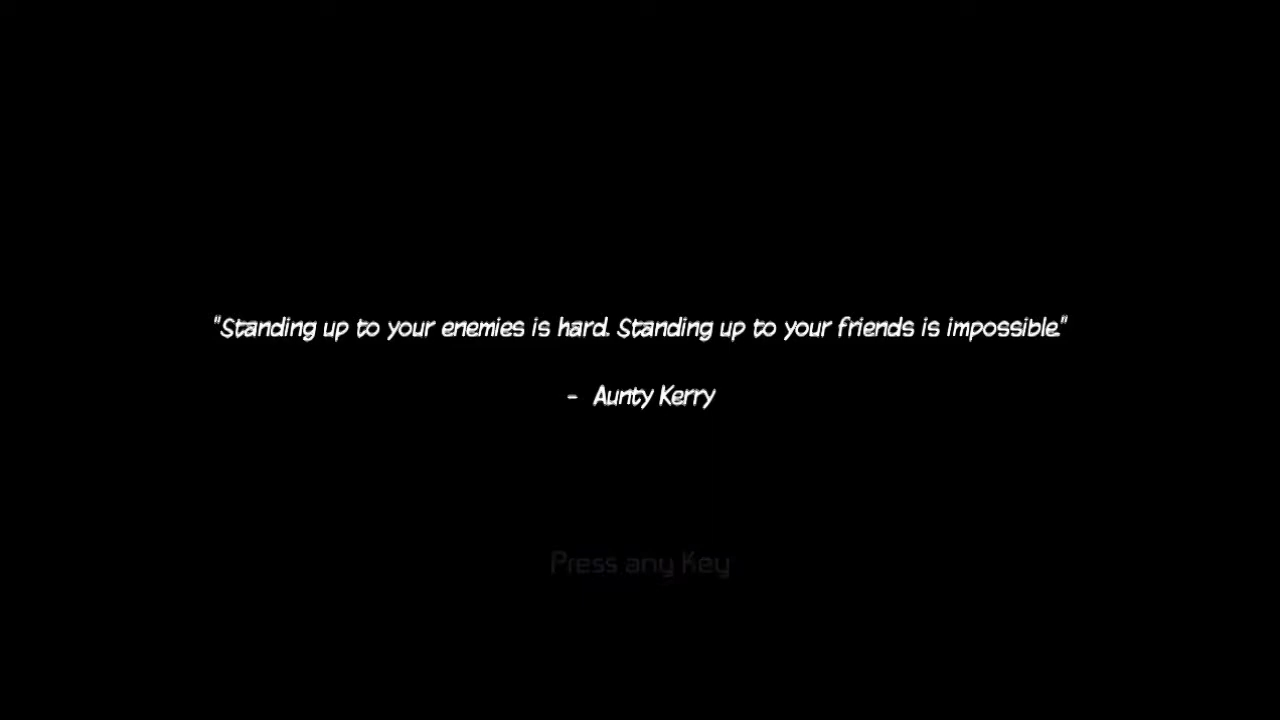 "Standing up to your enemies is hard. Standing up to your friends is impossible."
- Aunty Kerry
Press any Key